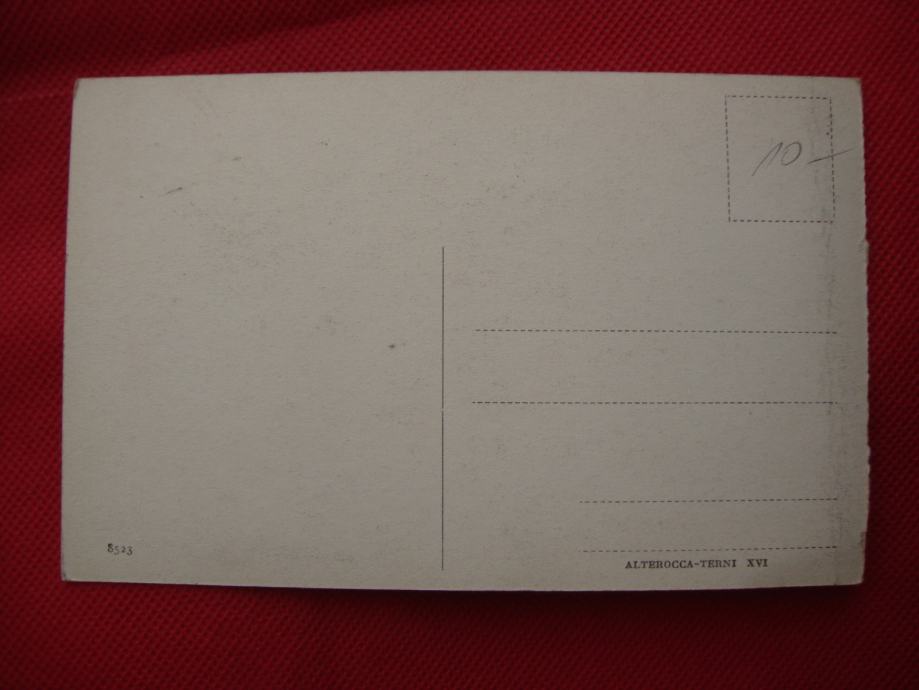 10 –
8523
ALTEROCCA-TERNI XVI